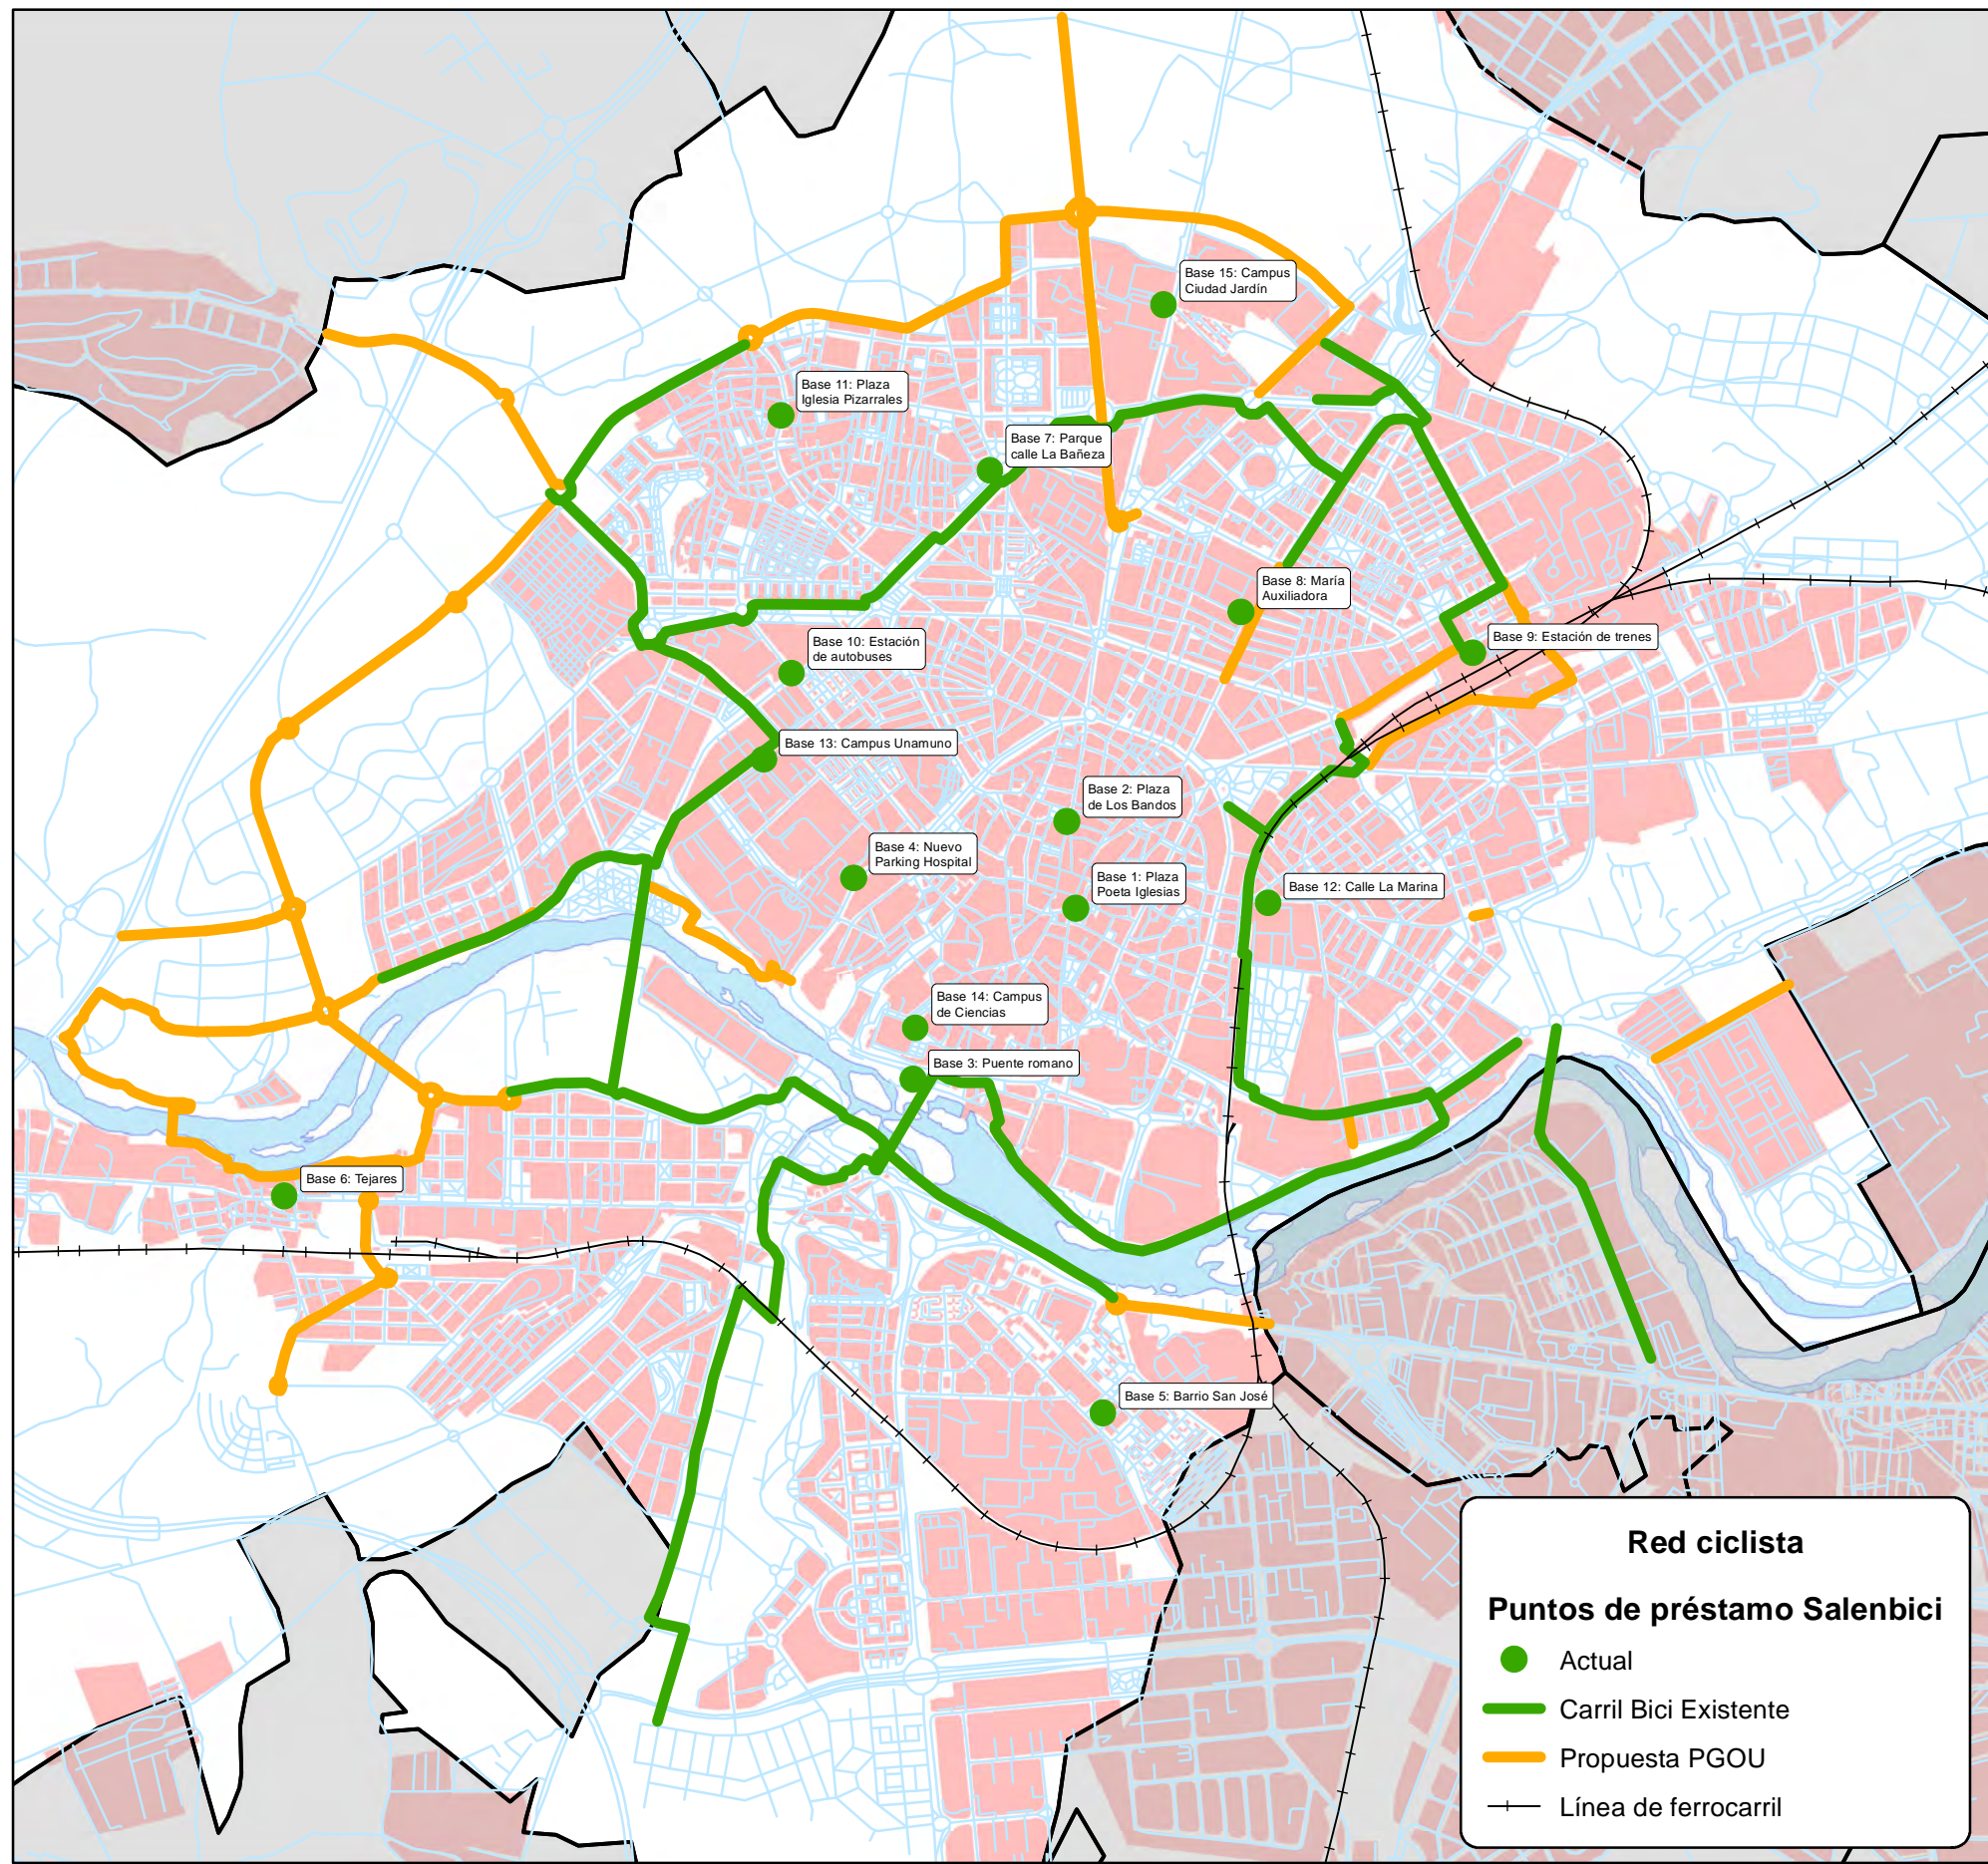 Base 15: Campus
Ciudad Jardín
Base 11: Plaza
Iglesia Pizarrales
Base 7: Parque
calle La Bañeza
Base 8: María
Auxiliadora
Base 10: Estación
de autobuses
Base 9: Estación de trenes
Base 13: Campus Unamuno
Base 2: Plaza
de Los Bandos
Base 4: Nuevo
Parking Hospital
Base 1: Plaza
Poeta Iglesias
Base 12: Calle La Marina
Base 14: Campus
de Ciencias
Base 3: Puente romano
Base 6: Tejares
Base 5: Barrio San José
Red ciclista
Puntos de préstamo Salenbici
Actual
Carril Bici Existente
Propuesta PGOU
Línea de ferrocarril